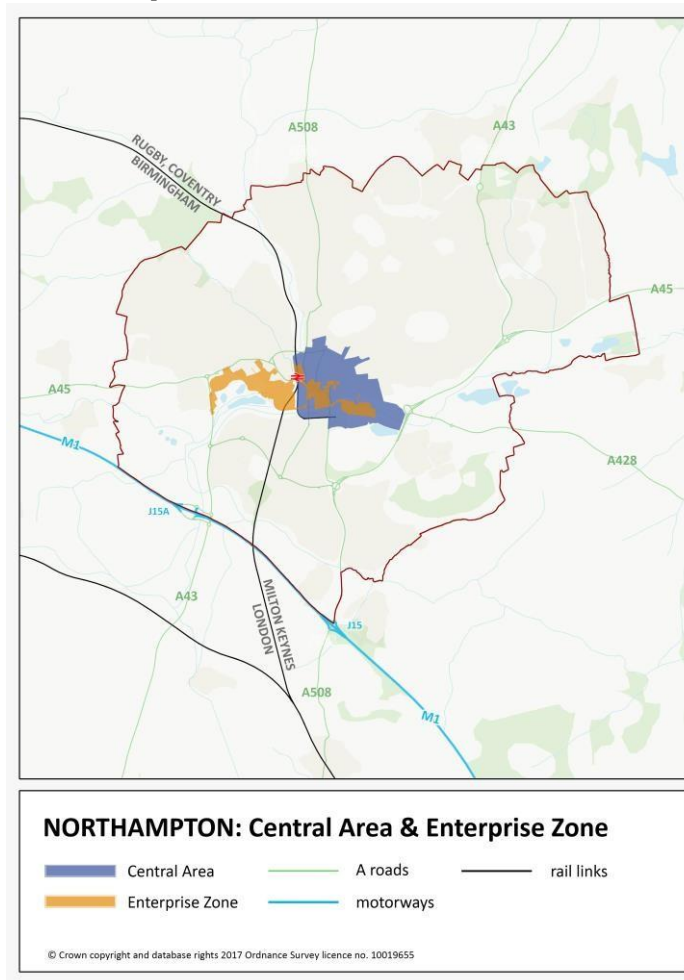 A508
A43
RUGBY, COVENTRY
BIRMINGHAM
A45
A45
M1
A428
J15A
A43
MILTON KEYNES
LONDON
J15
A508
M1
NORTHAMPTON: Central Area & Enterprise Zone
Central Area
A roads
rail links
Enterprise Zone
motorways
© Crown copyright and database rights 2017 Ordnance Survey licence no. 10019655